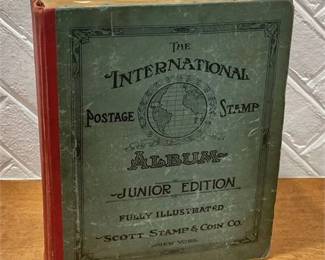 THE
INTERNATIONAL
POSTAGE STAMP
ALBUM
JUNIOR EDITION
FULLY ILLUSTRATED
SCOTT STAMP & COIN CO.
NEW YORK